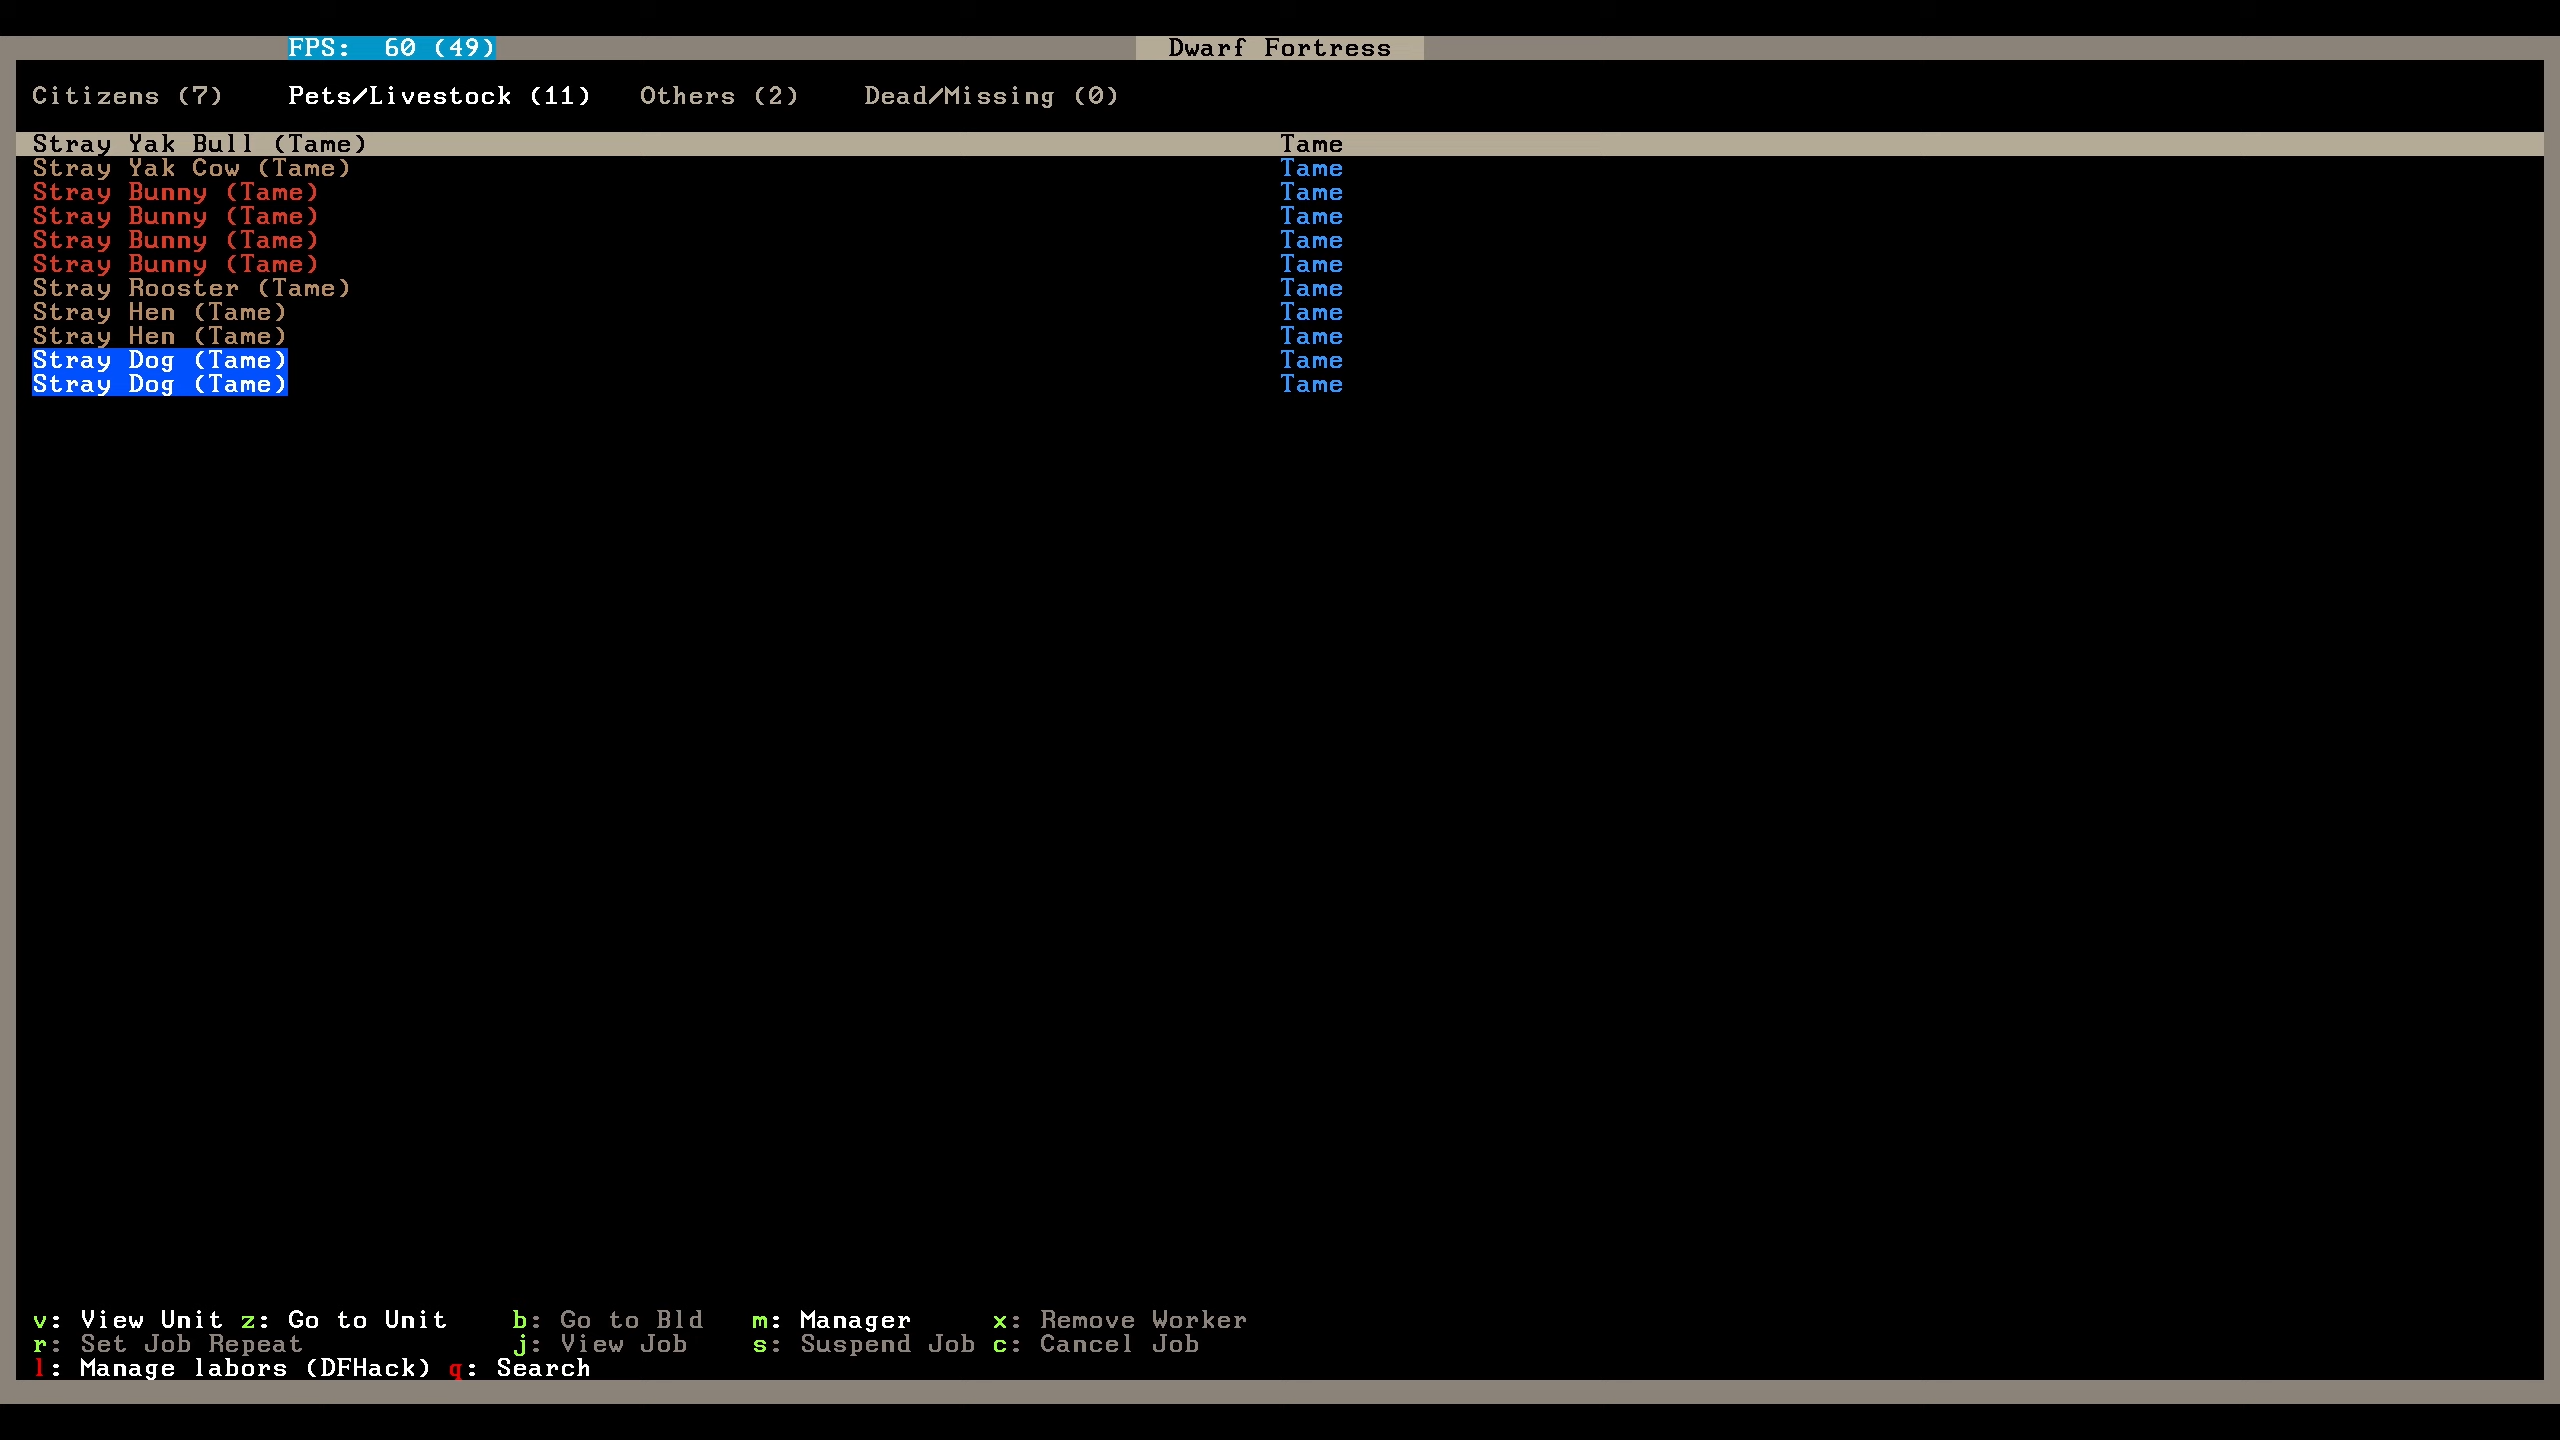 FPS: 60 (49) Dwarf Fortress
Citizens (7) Pets/Livestock (11) Others (2) Dead/Missing (0)
Stray Yak Bull (Tame) Tame
Stray Yak Cow (Tame) Tame
Stray Bunny (Tame) Tame
Stray Bunny (Tame) Tame
Stray Bunny (Tame) Tame
Stray Bunny (Tame) Tame
Stray Rooster (Tame) Tame
Stray Hen (Tame) Tame
Stray Hen (Tame) Tame
Stray Dog (Tame) Tame
Stray Dog (Tame) Tame
v: View Unit z: Go to Unit b: Go to Bld m: Manager x: Remove Worker
r: Set Job Repeat j: View Job s: Suspend Job c: Cancel Job
l: Manage labors (DFHack) q: Search